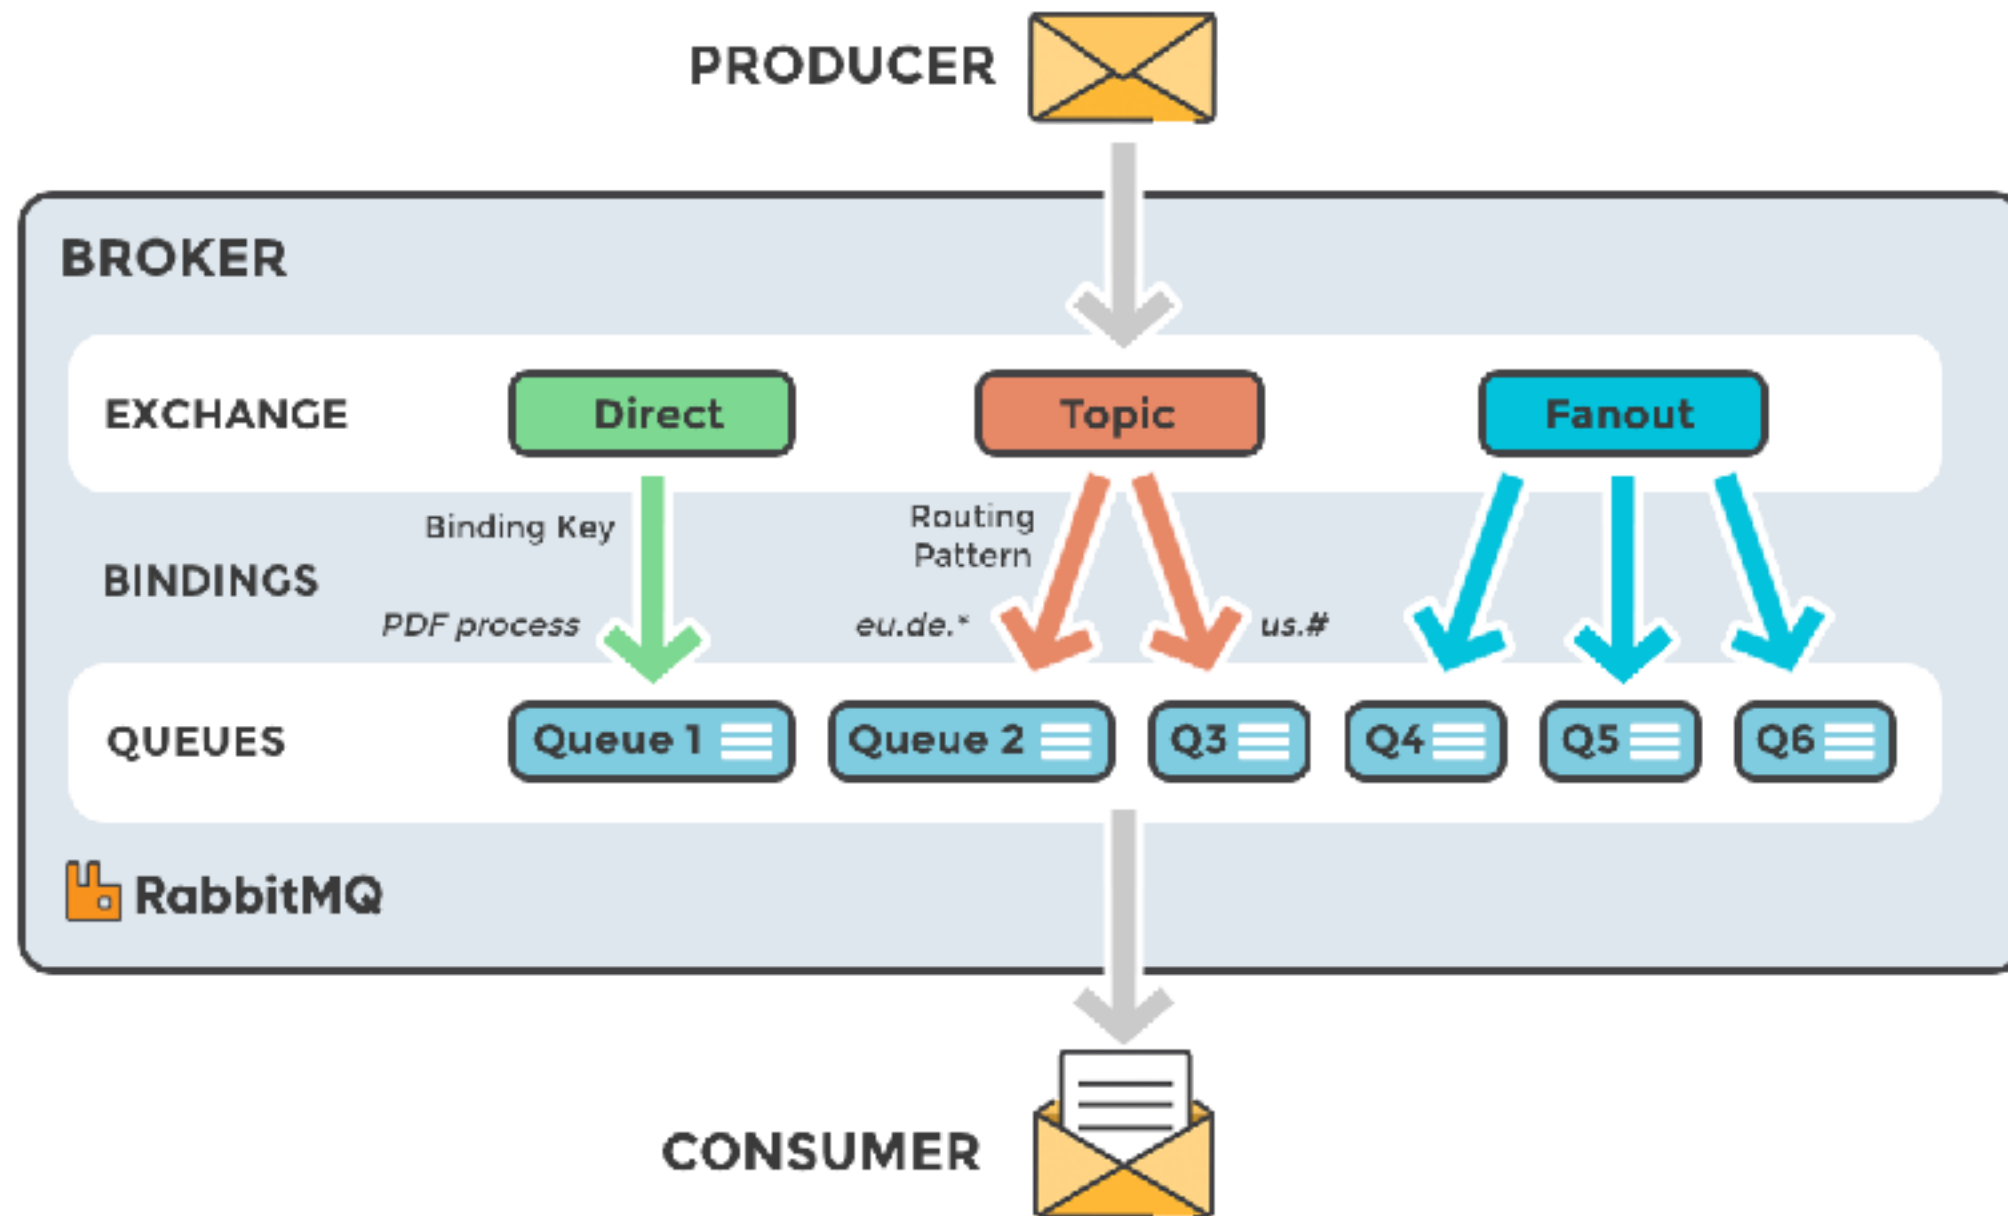 PRODUCER
BROKER
EXCHANGE
Direct
Topic
Fanout
Binding Key
Routing
Pattern
BINDINGS
PDF process
eu.de.*
us.#
QUEUES
Queue 1
Queue 2
Q3
Q4
Q5
Q6
RabbitMQ
CONSUMER